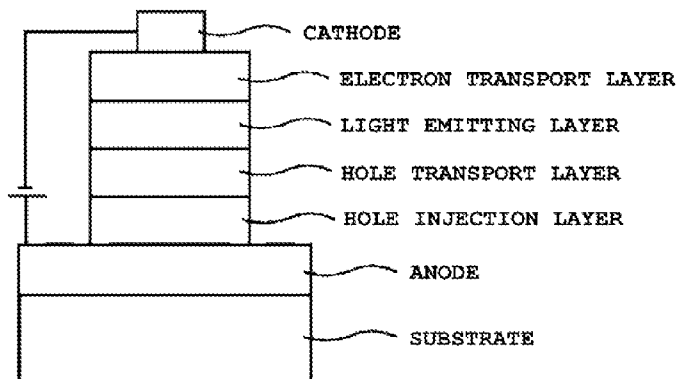 CATHODE
ELECTRON TRANSPORT LAYER
LIGHT EMITTING LAYER
HOLE TRANSPORT LAYER
HOLE INJECTION LAYER
ANODE
SUBSTRATE